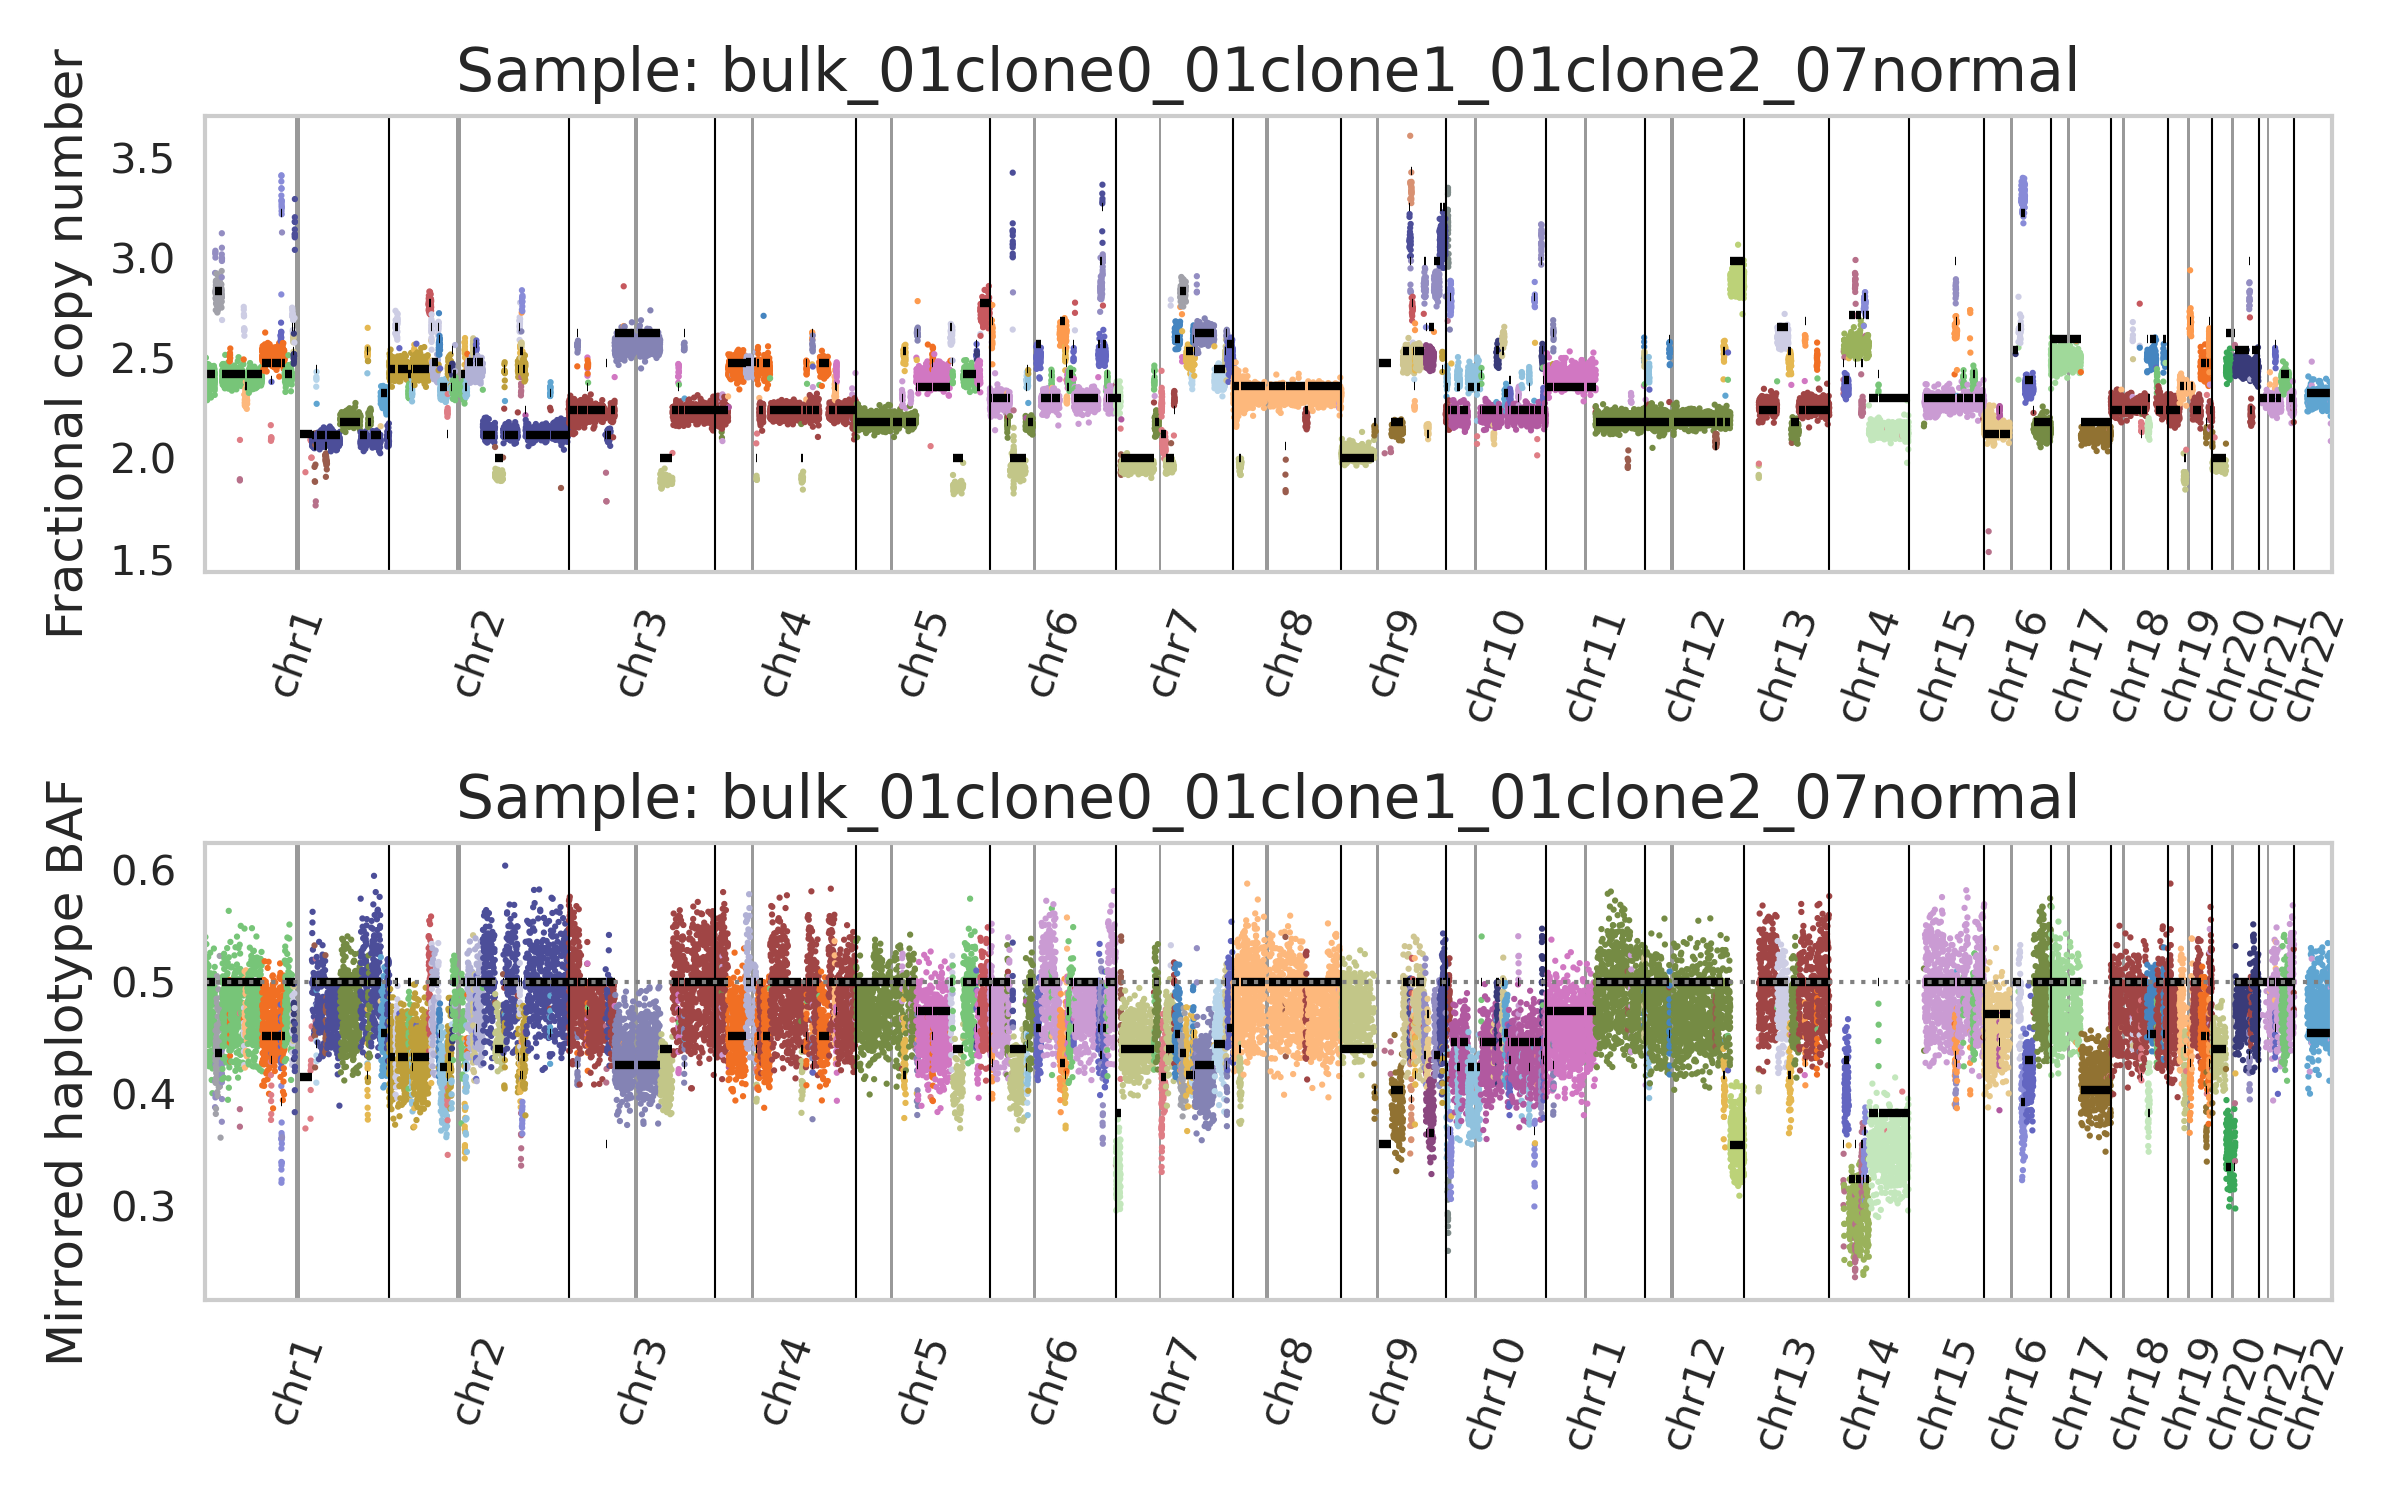 Sample: bulk_01clone0_01clone1_01clone2_07normal
Fractional copy number
3.5
3.0
2.5
2.0
1.5
chr1 chr2 chr3 chr4 chr5 chr6 chr7 chr8 chr9 chr10 chr11 chr12 chr13 chr14 chr15 chr16 chr17 chr18 chr19 chr20 chr21 chr22
Sample: bulk_01clone0_01clone1_01clone2_07normal
Mirrored haplotype BAF
0.6
0.5
0.4
0.3
chr1 chr2 chr3 chr4 chr5 chr6 chr7 chr8 chr9 chr10 chr11 chr12 chr13 chr14 chr15 chr16 chr17 chr18 chr19 chr20 chr21 chr22